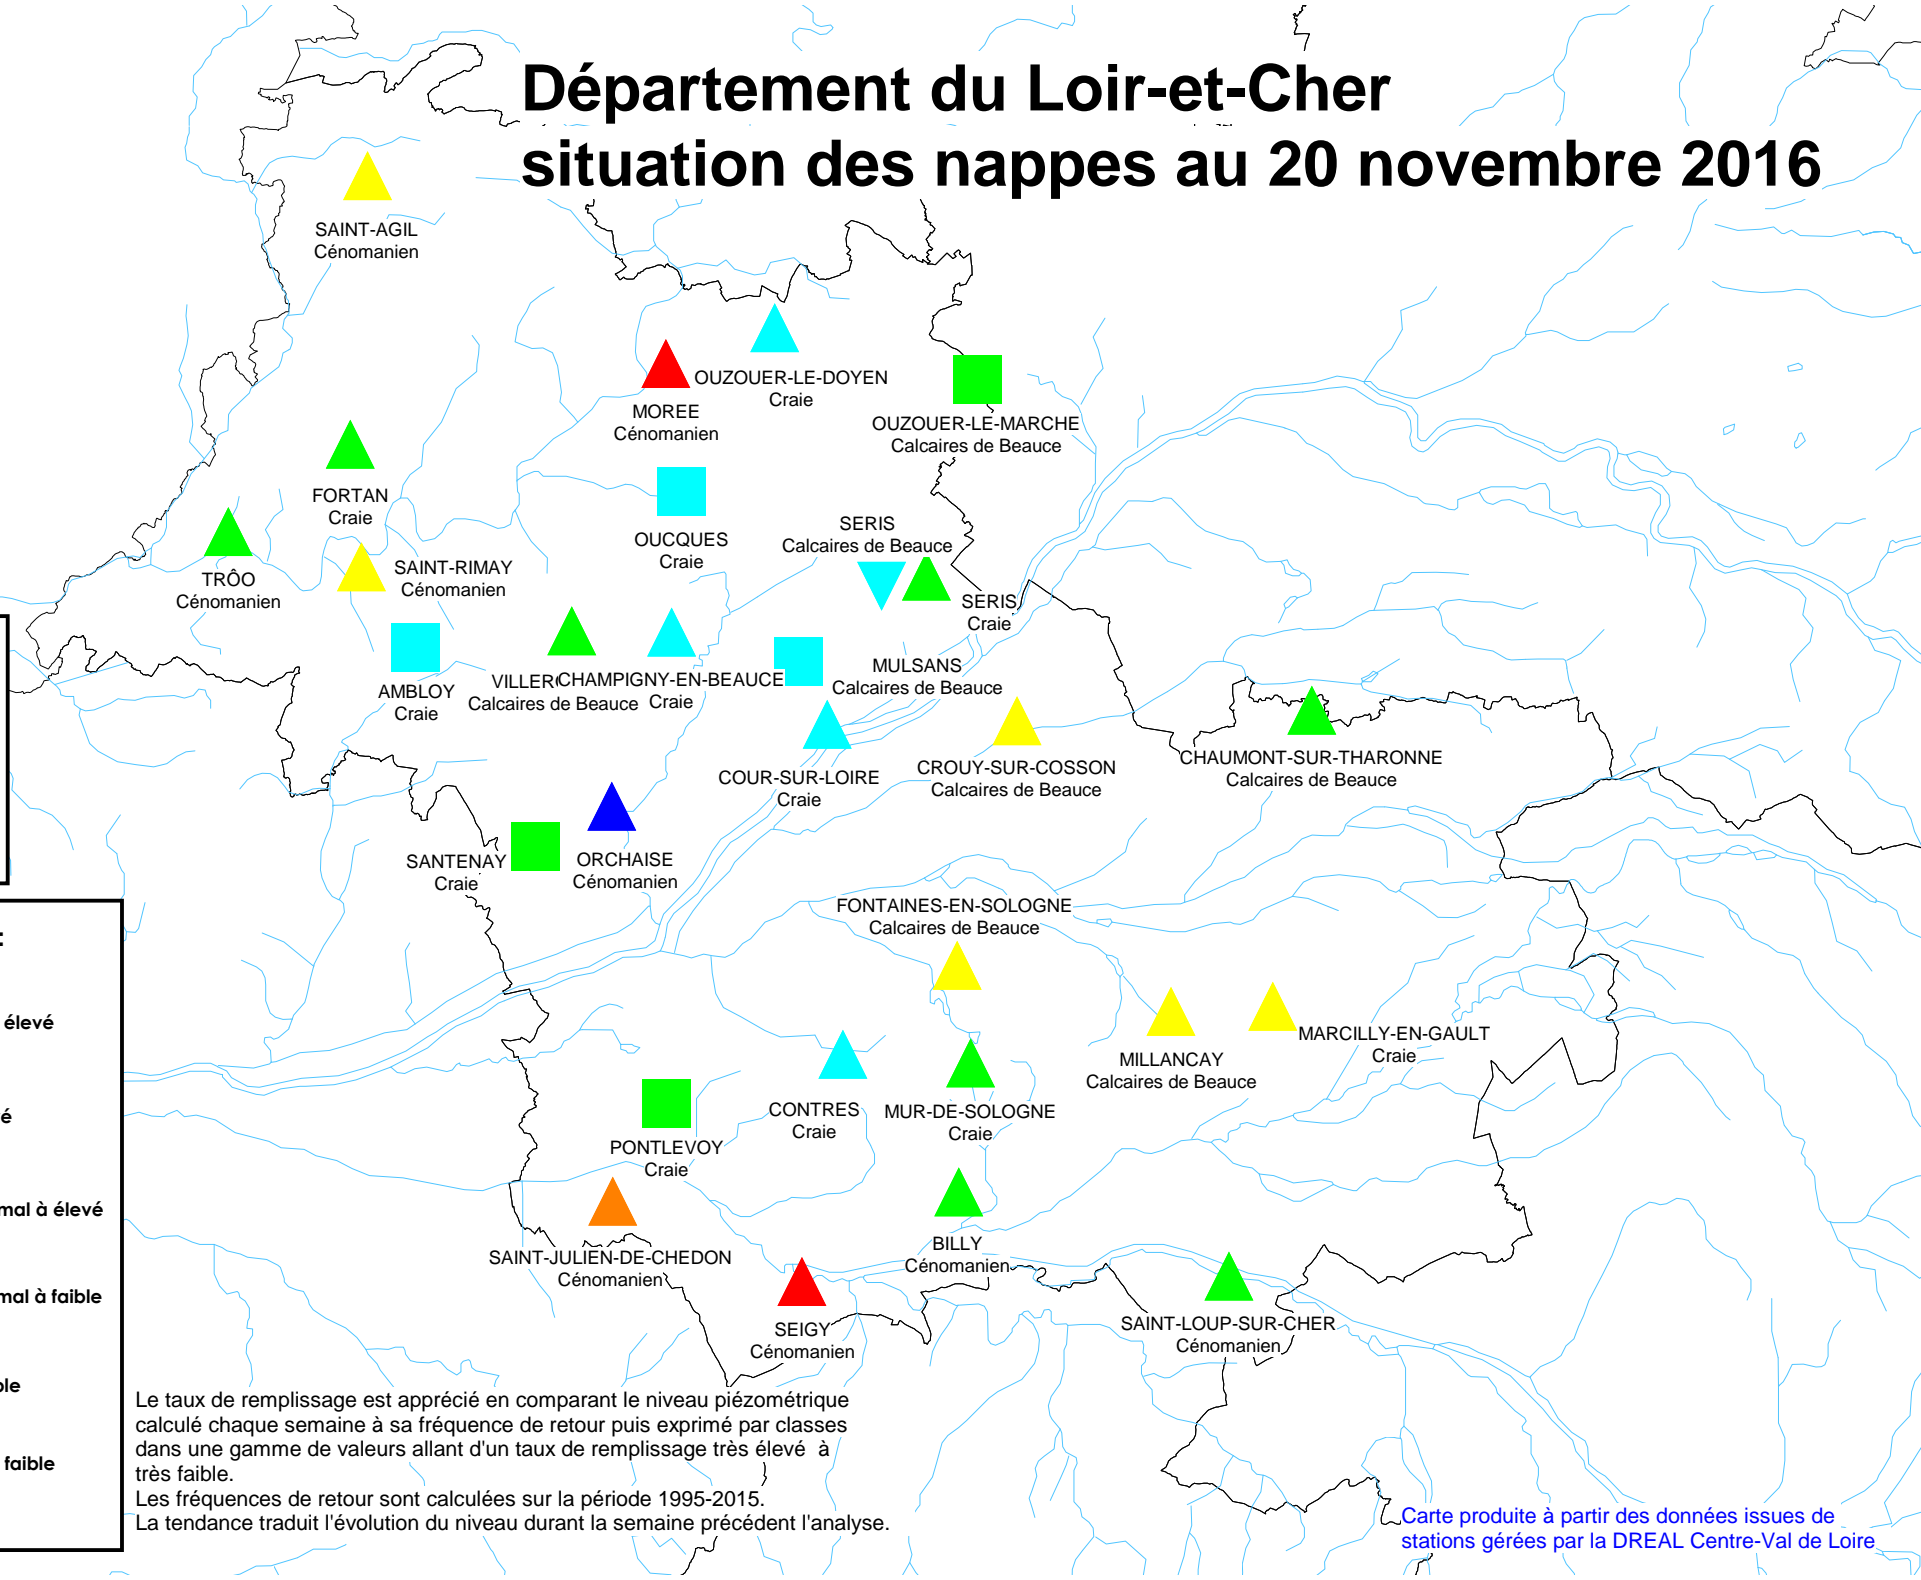 Département du Loir-et-Cher
situation des nappes au 20 novembre 2016
SAINT-AGIL
Cénomanien
OUZOUER-LE-DOYEN
Craie
MOREE
Cénomanien
OUZOUER-LE-MARCHE
Calcaires de Beauce
FORTAN
Craie
OUCQUES
Craie
SERIS
Calcaires de Beauce
TRÔO
Cénomanien
SAINT-RIMAY
Cénomanien
SERIS
Craie
AMBLOY
Craie
VILLER
Calcaires de Beauce
CHAMPIGNY-EN-BEAUCE
Craie
MULSANS
Calcaires de Beauce
COUR-SUR-LOIRE
Craie
CROUY-SUR-COSSON
Calcaires de Beauce
CHAUMONT-SUR-THARONNE
Calcaires de Beauce
SANTENAY
Craie
ORCHAISE
Cénomanien
FONTAINES-EN-SOLOGNE
Calcaires de Beauce
MARCILLY-EN-GAULT
Craie
MILLANCAY
Calcaires de Beauce
CONTRES
Craie
MUR-DE-SOLOGNE
Craie
PONTLEVOY
Craie
SAINT-JULIEN-DE-CHEDON
Cénomanien
BILLY
Cénomanien
SEIGY
Cénomanien
SAINT-LOUP-SUR-CHER
Cénomanien
:
élevé
é
mal à élevé
mal à faible
ble
faible
Le taux de remplissage est apprécié en comparant le niveau piézométrique
calculé chaque semaine à sa fréquence de retour puis exprimé par classes
dans une gamme de valeurs allant d'un taux de remplissage très élevé à
très faible.
Les fréquences de retour sont calculées sur la période 1995-2015.
La tendance traduit l'évolution du niveau durant la semaine précédent l'analyse.
Carte produite à partir des données issues de
stations gérées par la DREAL Centre-Val de Loire